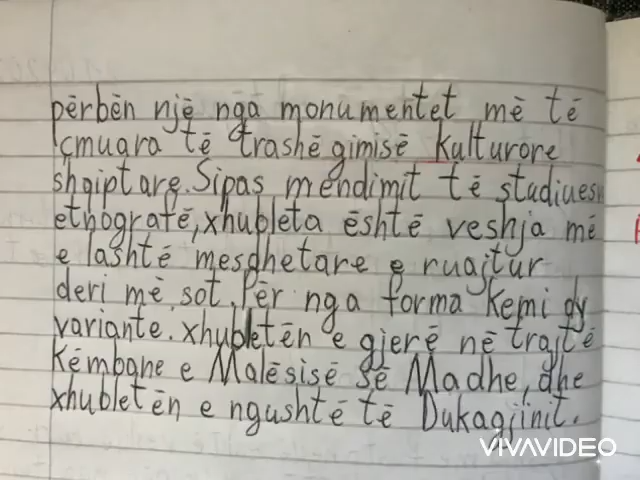 përbën një nga monumentet më të
çmuara të trashëgimisë kulturore
shqiptare. Sipas mendimit të studiues
etnografë, xhubleta është veshja më
e lashtë mesdhetare e ruajtur
deri më sot. Për nga forma kemi dy
variante. xhubletën e gjerë në trajtë
këmbane e Malësisë së Madhe, dhe
xhubletën e ngushtë të Dukagjinit.
VIVAVIDEO